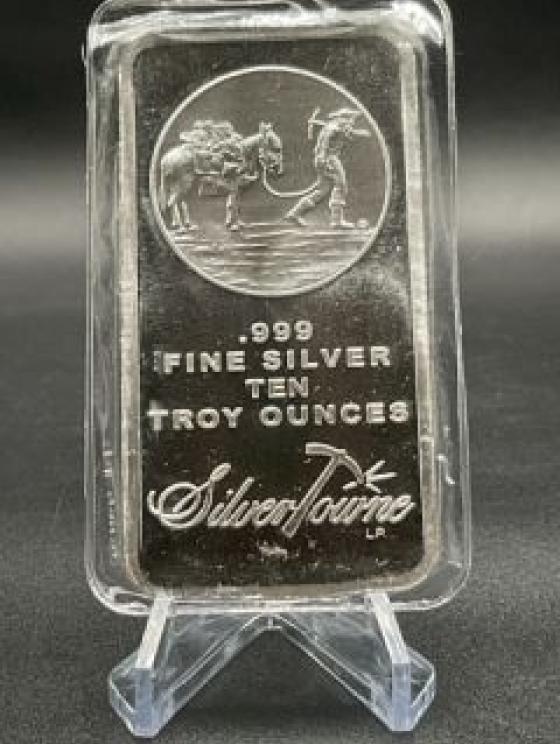 .999
FINE SILVER
TEN
TROY OUNCES
SilverTowne
LP.